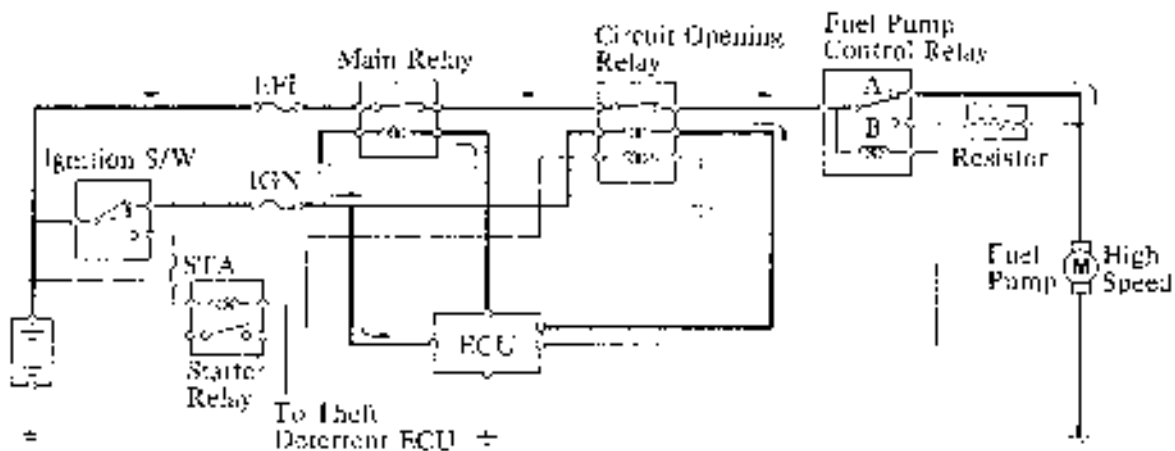 Fuel Pump
Control Relay
Circuit Opening
Relay
Main Relay
EFI
A
B
Resistor
Ignition S/W
IGN
STA
Starter
Relay
ECU
To Theft
Deterrent ECU
Fuel
Pump
M
High
Speed